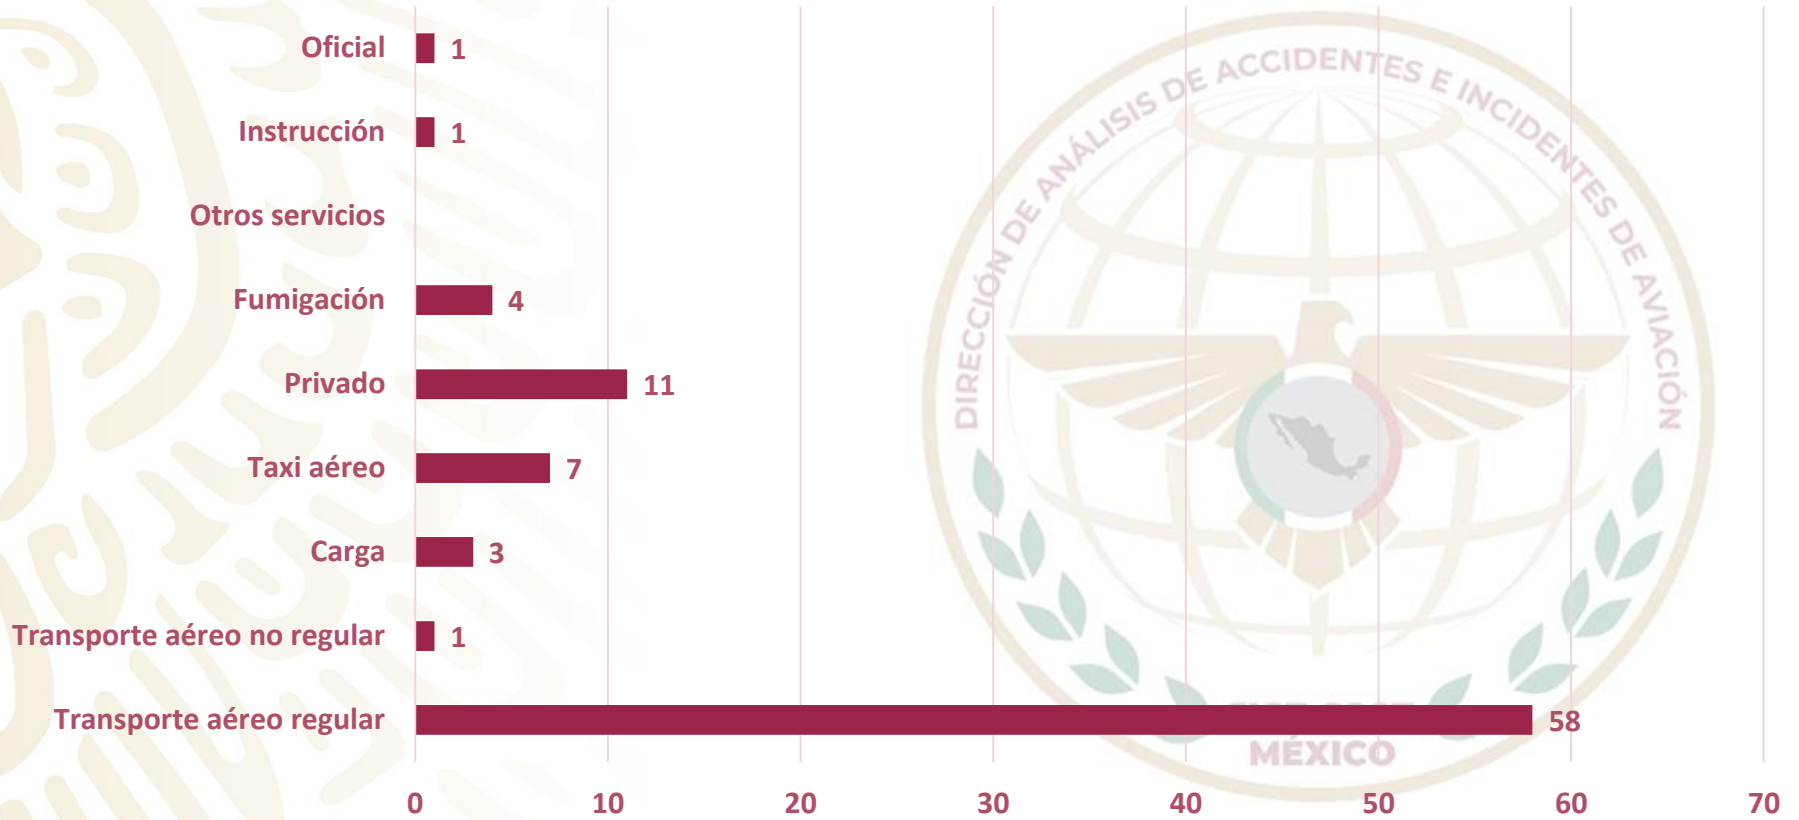 Oficial 1
Instrucción 1
Otros servicios
Fumigación 4
Privado 11
Taxi aéreo 7
Carga 3
Transporte aéreo no regular 1
Transporte aéreo regular 58
0 10 20 30 40 50 60 70
DIRECCIÓN DE ANÁLISIS DE ACCIDENTES E INCIDENTES DE AVIACIÓN
MÉXICO